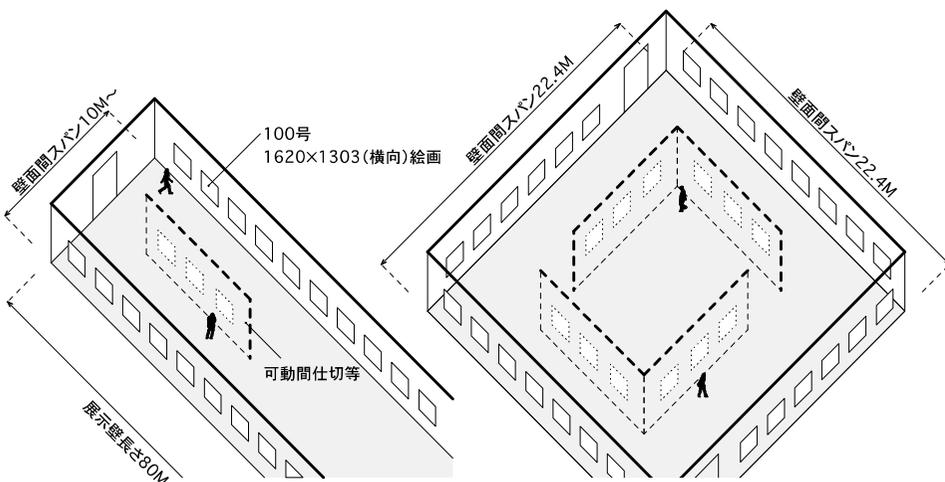 壁面間スパン10M～
100号
1620×1303(横向)絵画
可動間仕切等
展示壁長さ80M
壁面間スパン22.4M
壁面間スパン22.4M